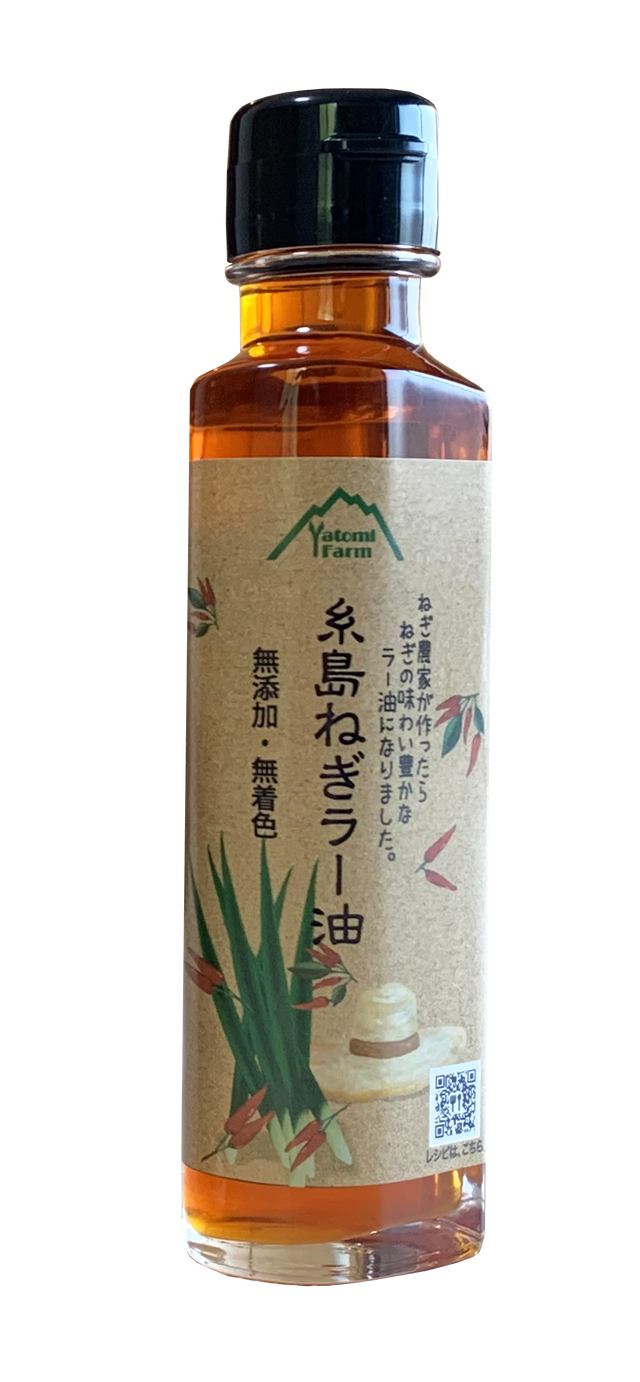 Yatomi
Farm
ねぎ農家が作ったら
ねぎの味わい豊かな
ラー油になりました。
糸島ねぎラー油
無添加・無着色
レシピは、こちら